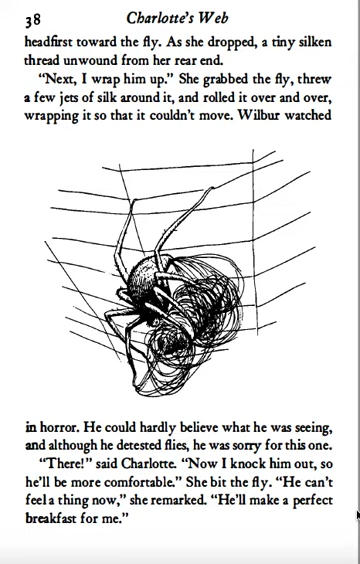 38 Charlotte's Web
headfirst toward the fly. As she dropped, a tiny silken
thread unwound from her rear end.
"Next, I wrap him up." She grabbed the fly, threw
a few jets of silk around it, and rolled it over and over,
wrapping it so that it couldn't move. Wilbur watched
in horror. He could hardly believe what he was seeing,
and although he detested flies, he was sorry for this one.
"There!" said Charlotte. "Now I knock him out, so
he'll be more comfortable." She bit the fly. "He can't
feel a thing now," she remarked. "He'll make a perfect
breakfast for me."